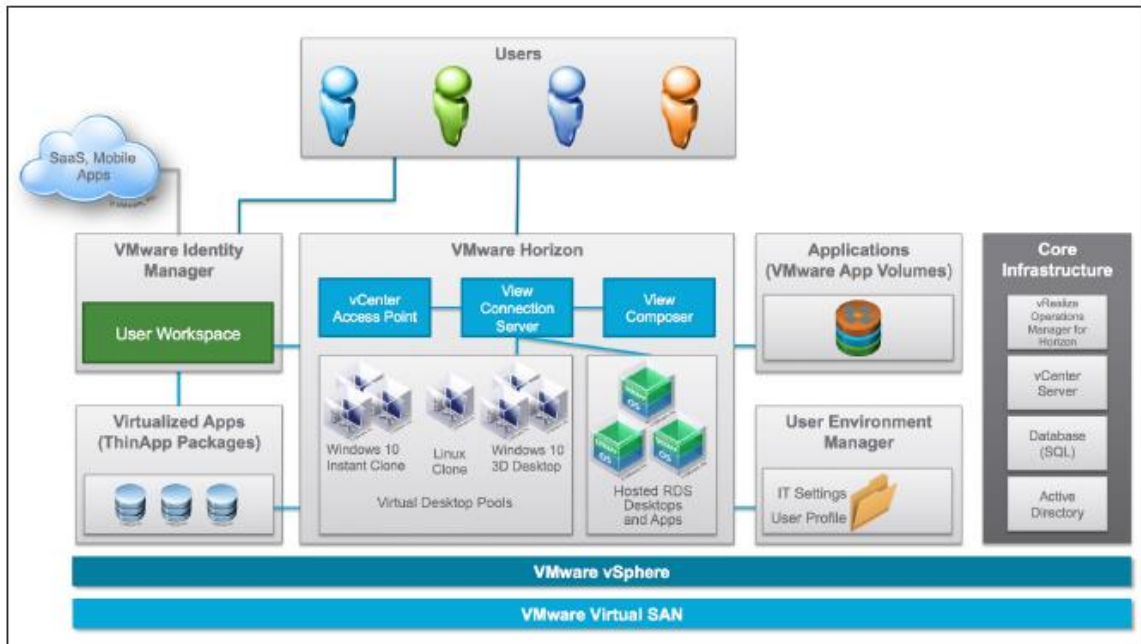 Users
SaaS, Mobile
Apps
VMware Identity
Manager
User Workspace
VMware Horizon
vCenter
Access Point
View
Connection
Server
View
Composer
Applications
(VMware App Volumes)
Core
Infrastructure
vRealize
Operations
Manager for
Horizon
vCenter
Server
Database
(SQL)
Active
Directory
Virtualized Apps
(ThinApp Packages)
Windows 10
Instant Clone
Linux
Clone
Windows 10
3D Desktop
Virtual Desktop Pools
OS
OS
OS
Hosted RDS
Desktops
and Apps
User Environment
Manager
IT Settings
User Profile
VMware vSphere
VMware Virtual SAN